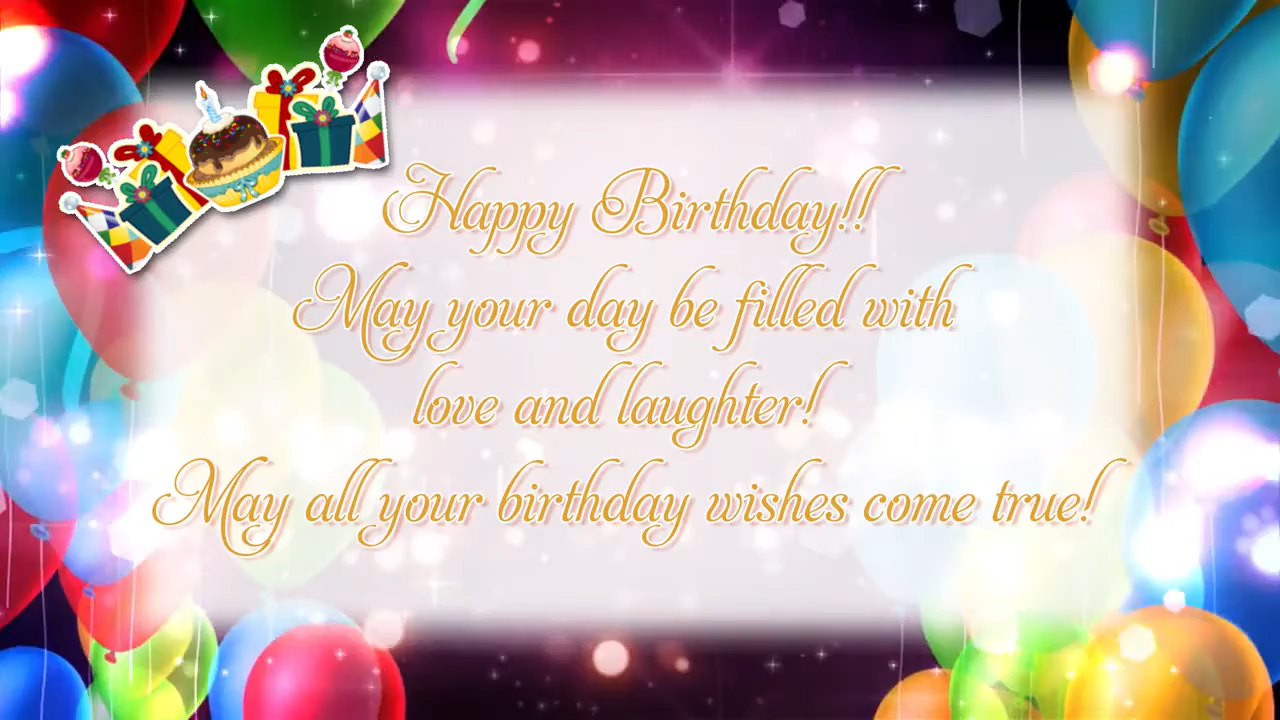 Happy Birthday!!
May your day be filled with
love and laughter!
May all your birthday wishes come true!